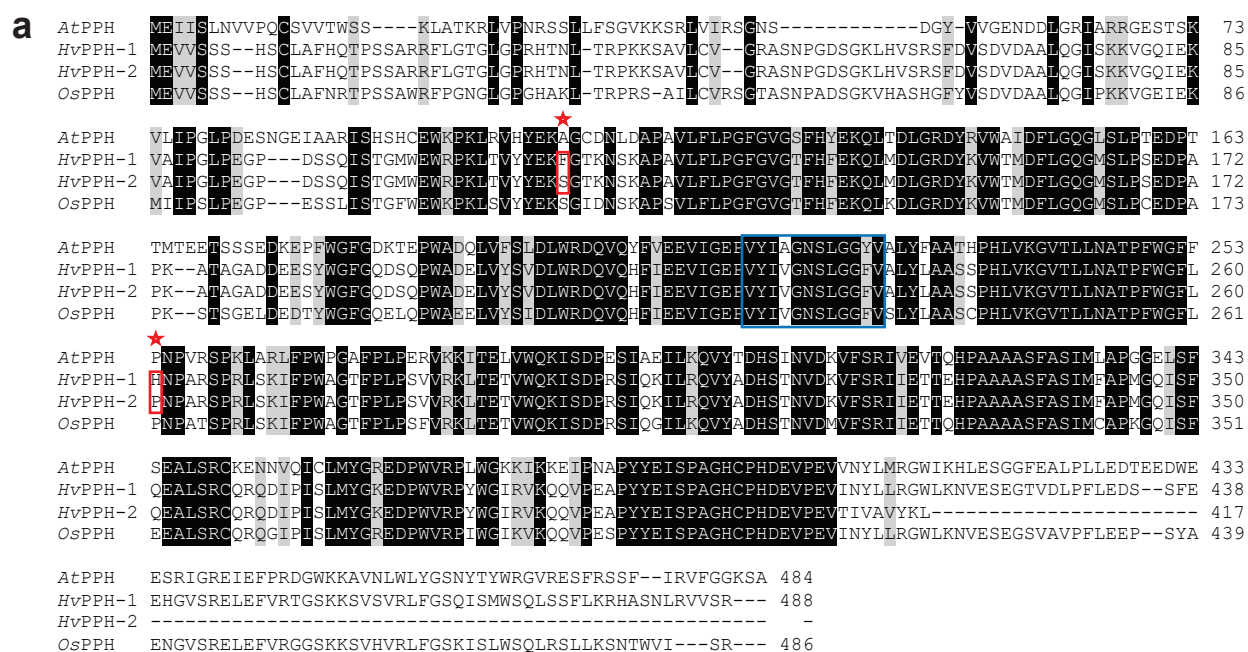 a
AtPPH MEIISLNVVPQCSVVTWSS----KLATKRLVPNRSSLLFSGVKKSRLVIRSGNS-----------DGY-VVGENDDLGRIARRGESTSK 73
HvPPH-1 MEVVSSS--HSCLAFHQTPSSARRFLGTGLGPRHTNL-TRPKKSAVLCV--GRASNPGDSGKLHVSRSFDVSDVDAALQGISKKVGQIEK 85
HvPPH-2 MEVVSSS--HSCLAFHQTPSSARRFLGTGLGPRHTNL-TRPKKSAVLCV--GRASNPGDSGKLHVSRSFDVSDVDAALQGISKKVGQIEK 85
OsPPH MEVVSSS--HSCLAFNRTPSSAWRFPGNGLGPGHAKL-TRPRS-AILCVRSGTASNPADSGKVHASHGFYVSDVDAALQGIPKKVGEIEK 86
AtPPH VLIPGLPDESNGEIAARISHSHCEWKPKLRVHYEKAGCDNLDAPAVLFLPGFGVGSFHYEKQLTDLGRDYRVWAIDFLGQGLSLPTEDPT 163
HvPPH-1 VAIPGLPEGP---DSSQISTGMWEWRPKLTVYYEKFGTKNSKAPAVLFLPGFGVGTFHFEKQLMDLGRDYKVWTMDFLGQGMSLPSEDPA 172
HvPPH-2 VAIPGLPEGP---DSSQISTGMWEWRPKLTVYYEKSGTKNSKAPAVLFLPGFGVGTFHFEKQLMDLGRDYKVWTMDFLGQGMSLPSEDPA 172
OsPPH MIIPSLPDEP---ESSLISTGFWEWKPKLSVYYEKSGIDNSKAPSVLFLPGFGVGTFHFEKQLKDLGRDYKVWTMDFLGQGMSLPCEDPA 173
AtPPH TMTEETSSSEDKEPFWGFGDKTEPWADQLVFSLDLWRDQVQYFVEEVIGEPVYIAGNSLGGYVALYFAATHPHLVKGVTLLNATPFWGFF 253
HvPPH-1 PK--ATAGADDEESYWGFGQDSQPWADELVYSVDLWRDQVQHFIEEVIGEPVYIVGNSLGGFVALYLAASSPHLVKGVTLLNATPFWGFL 260
HvPPH-2 PK--ATAGADDEESYWGFGQDSQPWADELVYSVDLWRDQVQHFIEEVIGEPVYIVGNSLGGFVALYLAASSPHLVKGVTLLNATPFWGFL 260
OsPPH PK--STSGELDEDTYWGFGQELQPWAEELVYSIDLWRDQVQHFIEEVIGEPVYIVGNSLGGFVSLYLAASCPHLVKGVTLLNATPFWGFL 261
AtPPH PNPVRSPKLARLFPWPGAFPLPERVKKITELVWQKISDPESIAEILKQVYTDHSINVDKVFSRIVEVTQHPAAAASFASIMLAPGGELSF 343
HvPPH-1 HNPARSPRLSKIFPWAGTFPLPSVVRKLTETVWQKISDPRSIQKILRQVYADHSTNVDKVFSRIIETTEHPAAAASFASIMFAPMGQISF 350
HvPPH-2 PNPARSPRLSKIFPWAGTFPLPSVVRKLTETVWQKISDPRSIQKILRQVYADHSTNVDKVFSRIIETTEHPAAAASFASIMFAPMGQISF 350
OsPPH PNPATSPRLSKIFPWAGTFPLPSFVRKLTETVWQKISDPRSIQGILKQVYADHSTNVDMVFSRIIETTQHPAAAASFASIMCAPKGQISF 351
AtPPH SEALSRCKENNVQICLMYGREDPWVRPLWGKKIKKEIPNAPYYEISPAGHCPHDEVPEVVNYLMRGWIKHLESGGFEALPLLEDTEEDWE 433
HvPPH-1 QEALSRCQRQDIPISLMYGKEDPWVRPYWGIRVKQQVPEAPYYEISPAGHCPHDEVPEVINYLLRGWLKNVESEGTVDLPFLEDS--SFE 438
HvPPH-2 QEALSRCQRQDIPISLMYGKEDPWVRPYWGIRVKQQVPEAPYYEISPAGHCPHDEVPEVTIVAVYKL----------------------- 417
OsPPH EEALSRCQNQGIPISLMYGREDPWIRPIWGIKVKQQVPESPYYEISPAGHCPHDEVPEVINYLLRGWLKNVESEGSVAVPFLEEP--SYA 439
AtPPH ESRIGREIEFPRDGWKKAVNLWLYGSNYTYWRGVRESFRSSF--IRVFGGKSA 484
HvPPH-1 EHGVSRELEFVRTGSKKSVSVRLFGSQISMWSQLSSFLKRHASNLRVVSR--- 488
HvPPH-2 ----------------------------------------------------- -
OsPPH ENGVSRELEFVRGGSKKSVHVRLFGSKISLWSQLRSLLKSNTWVI---SR--- 486